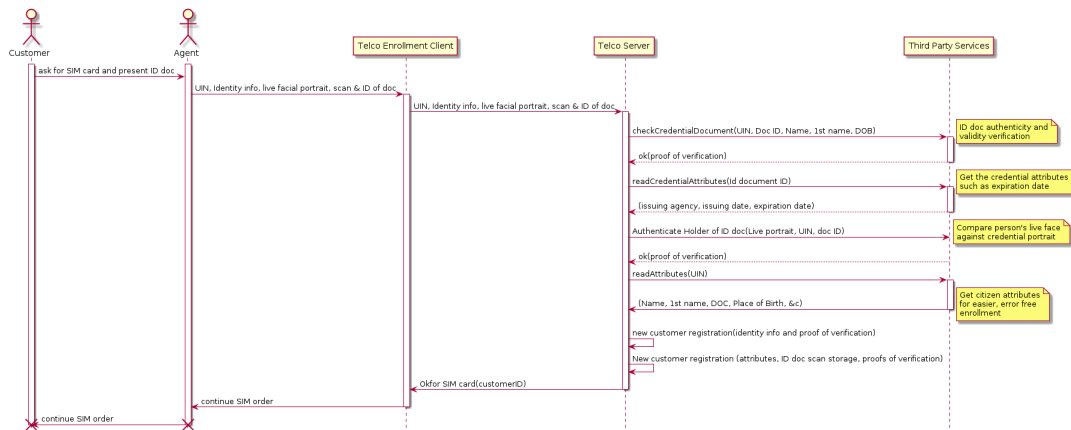 Customer
Agent
Telco Enrollment Client
Telco Server
Third Party Services
ask for SIM card and present ID doc
UIN, Identity info, live facial portrait, scan & ID of doc
UIN, Identity info, live facial portrait, scan & ID of doc
checkCredentialDocument(UIN, Doc ID, Name, 1st name, DOB)
ID doc authenticity and
validity verification
ok(proof of verification)
readCredentialAttributes(Id document ID)
Get the credential attributes
such as expiration date
(issuing agency, issuing date, expiration date)
Authenticate Holder of ID doc(Live portrait, UIN, doc ID)
Compare person's live face
against credential portrait
ok(proof of verification)
readAttributes(UIN)
(Name, 1st name, DOC, Place of Birth, &c)
Get citizen attributes
for easier, error free
enrollment
new customer registration(identity info and proof of verification)
New customer registration (attributes, ID doc scan storage, proofs of verification)
0kfor SIM card(customerID)
continue SIM order
continue SIM order